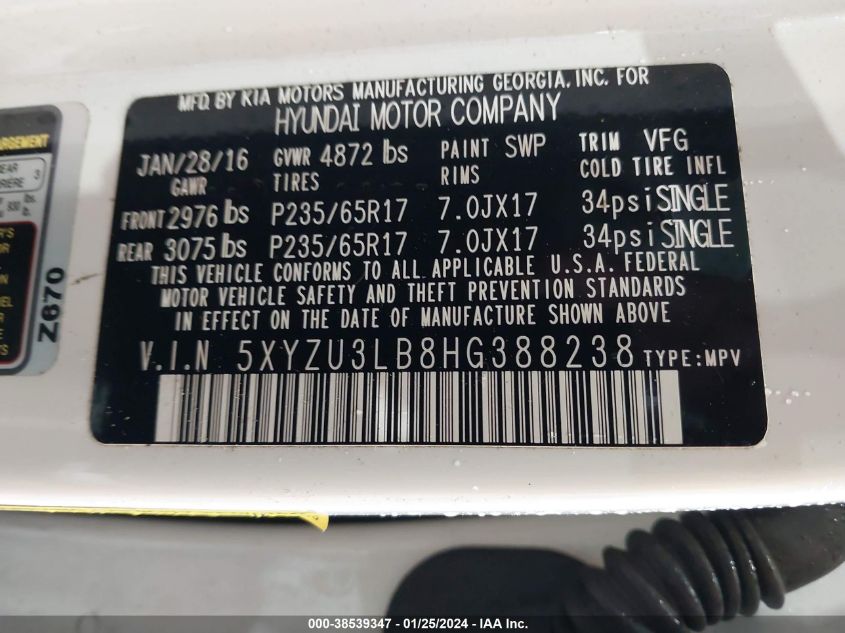 MFD. BY KIA MOTORS MANUFACTURING GEORGIA, INC. FOR
HYUNDAI MOTOR COMPANY
JAN/28/16 GVWR 4872 lbs PAINT SWP TRIM VFG
GAWR TIRES RIMS COLD TIRE INFL
FRONT 2976 lbs P235/65R17 7.0JX17 34psi SINGLE
REAR 3075 lbs P235/65R17 7.0JX17 34psi SINGLE
THIS VEHICLE CONFORMS TO ALL APPLICABLE U.S.A. FEDERAL
MOTOR VEHICLE SAFETY AND THEFT PREVENTION STANDARDS
IN EFFECT ON THE DATE OF MANUFACTURE SHOWN ABOVE
V.I.N 5XYZU3LB8HG388238 TYPE:MPV
Z670
000-38539347 - 01/25/2024 - IAA Inc.